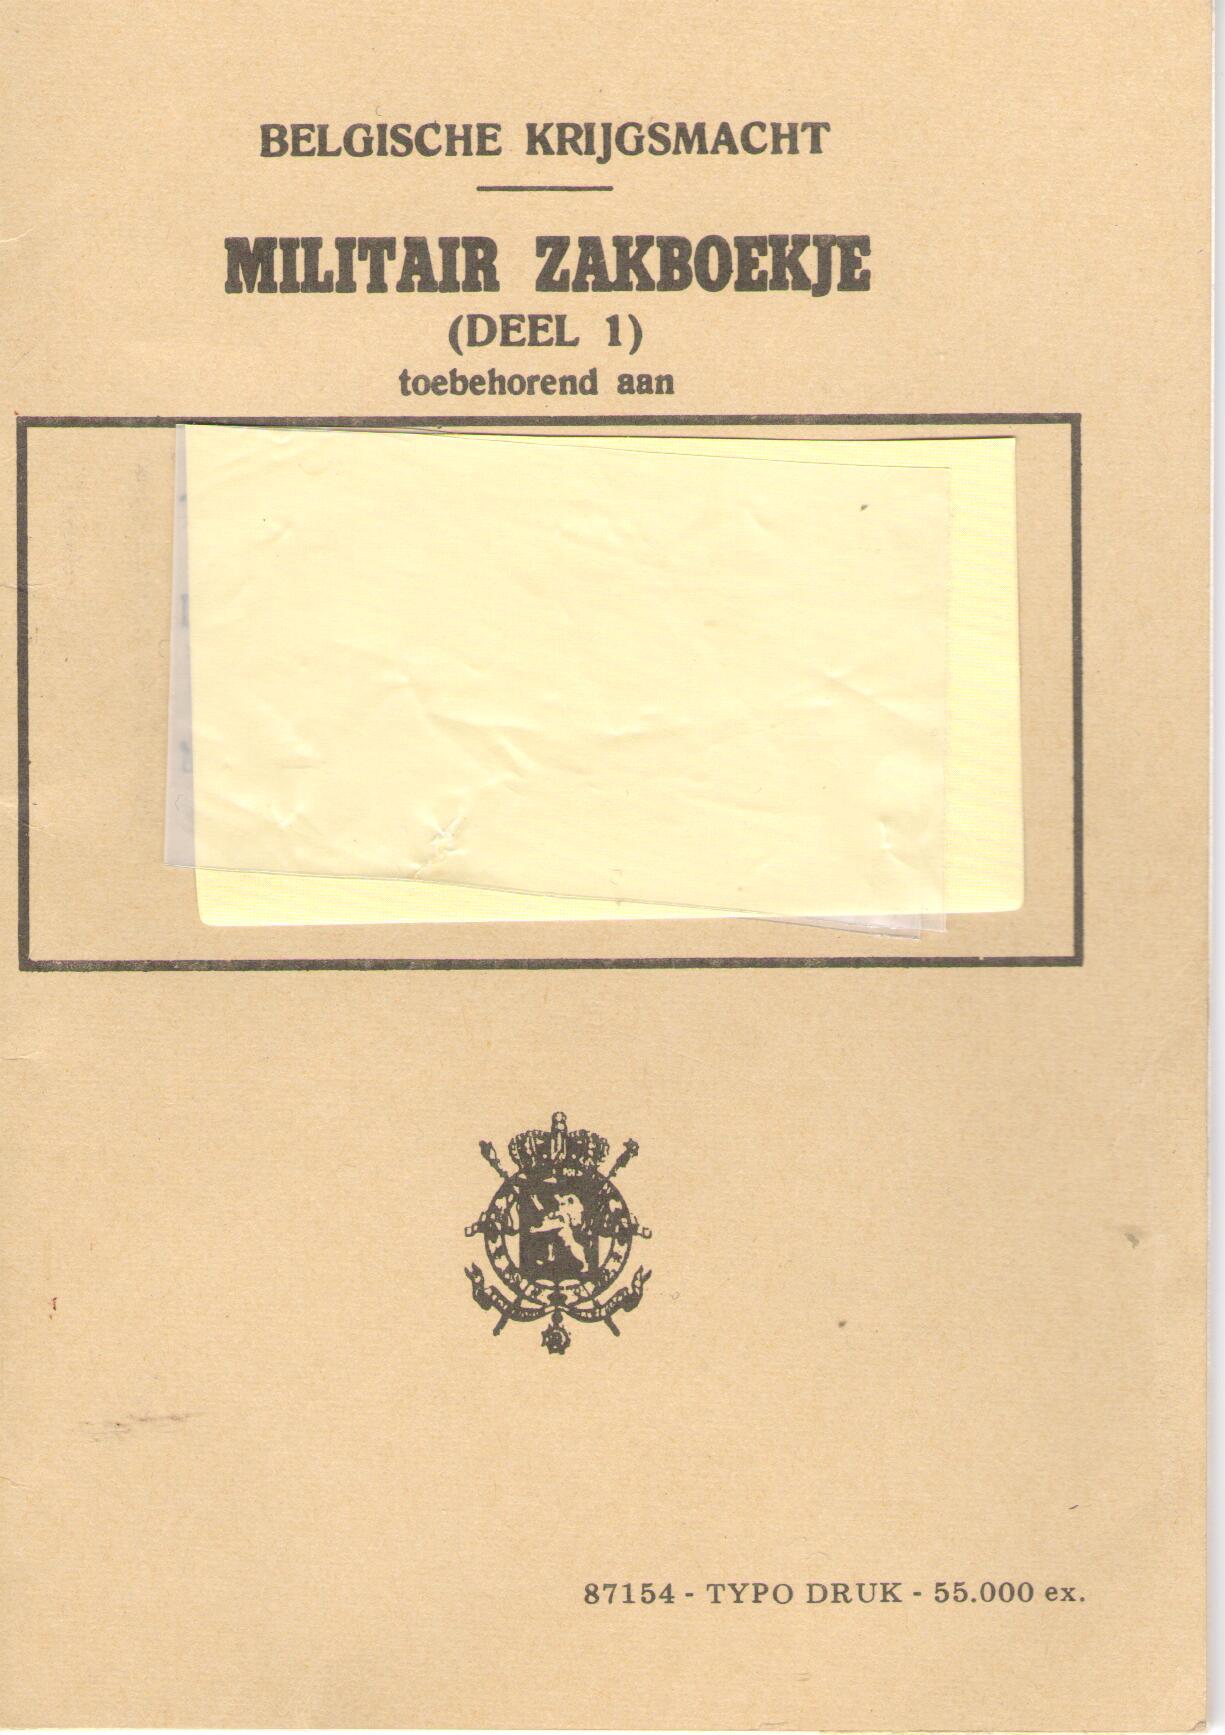 BELGISCHE KRIJGSMACHT
MILITAIR ZAKBOEKJE
(DEEL 1)
toebehorend aan
87154 - TYPO DRUK - 55.000 ex.